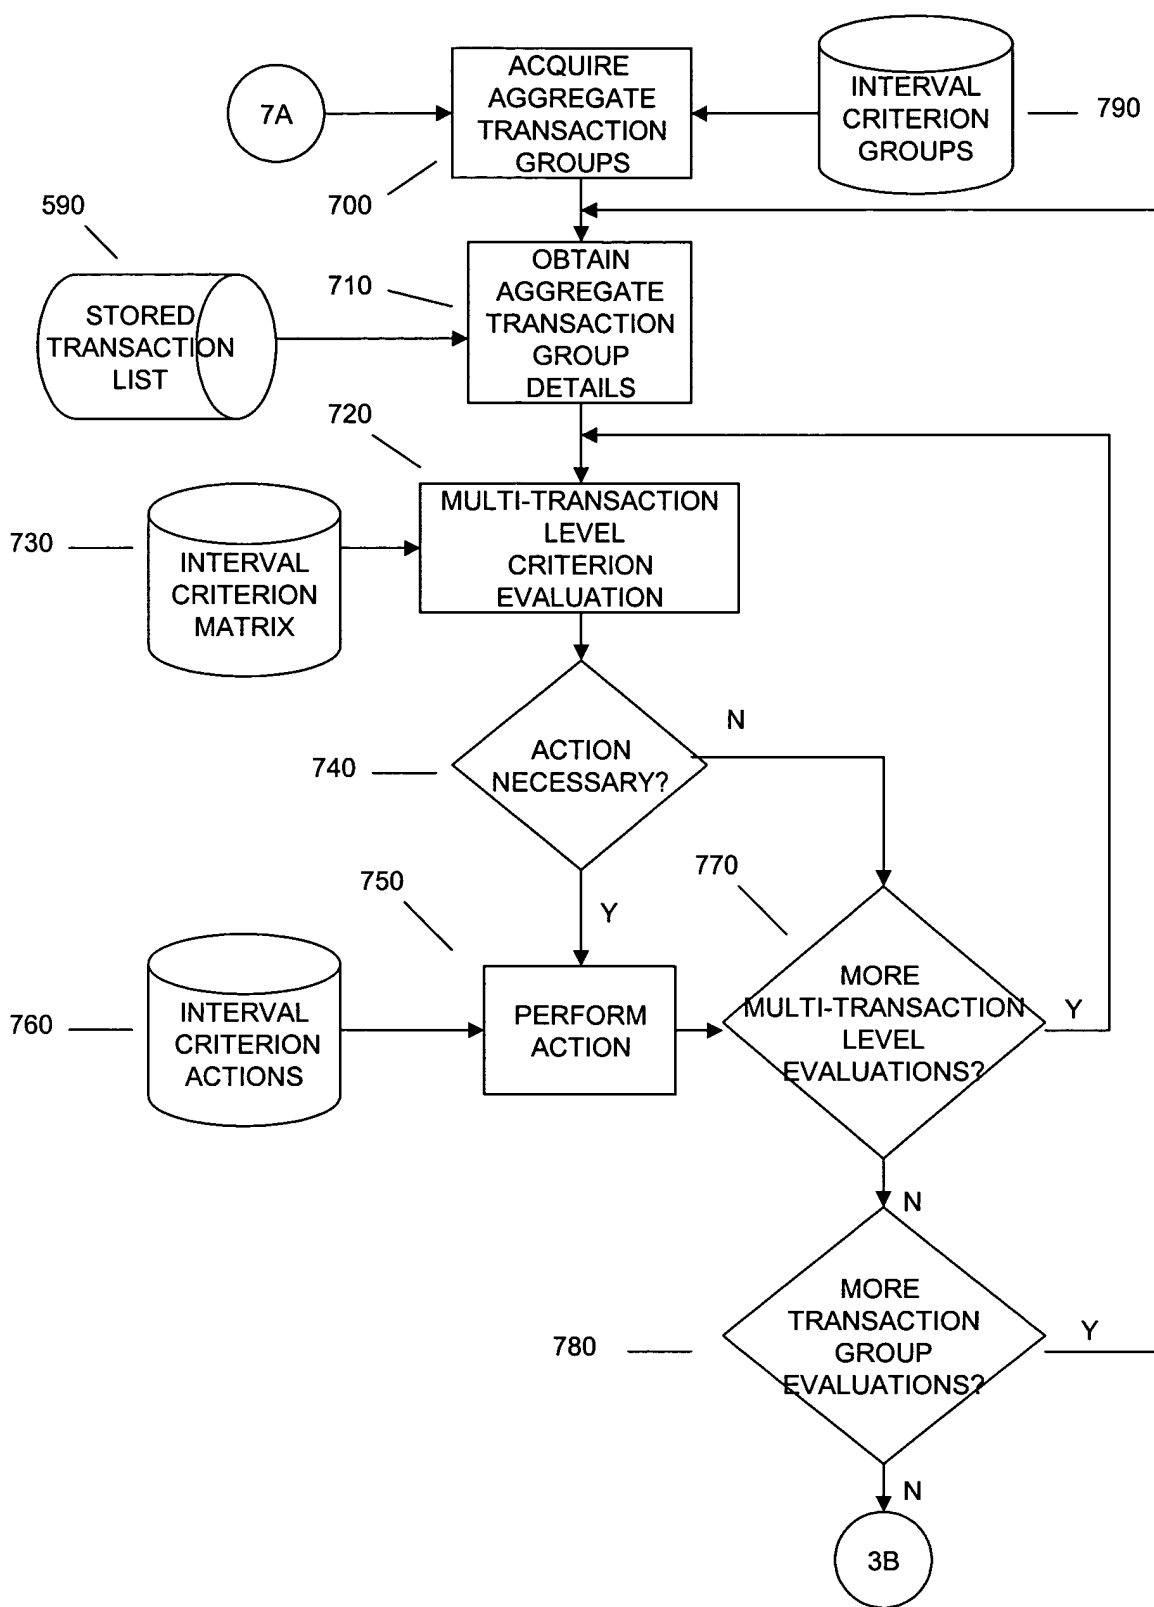 7A
ACQUIRE
AGGREGATE
TRANSACTION
GROUPS
INTERVAL
CRITERION
GROUPS
790
700
590
STORED
TRANSACTION
LIST
710
OBTAIN
AGGREGATE
TRANSACTION
GROUP
DETAILS
720
MULTI-TRANSACTION
LEVEL
CRITERION
EVALUATION
730
INTERVAL
CRITERION
MATRIX
740
ACTION
NECESSARY?
N
Y
750
770
760
INTERVAL
CRITERION
ACTIONS
PERFORM
ACTION
MORE
MULTI-TRANSACTION
LEVEL
EVALUATIONS?
Y
N
780
MORE
TRANSACTION
GROUP
EVALUATIONS?
Y
N
3B